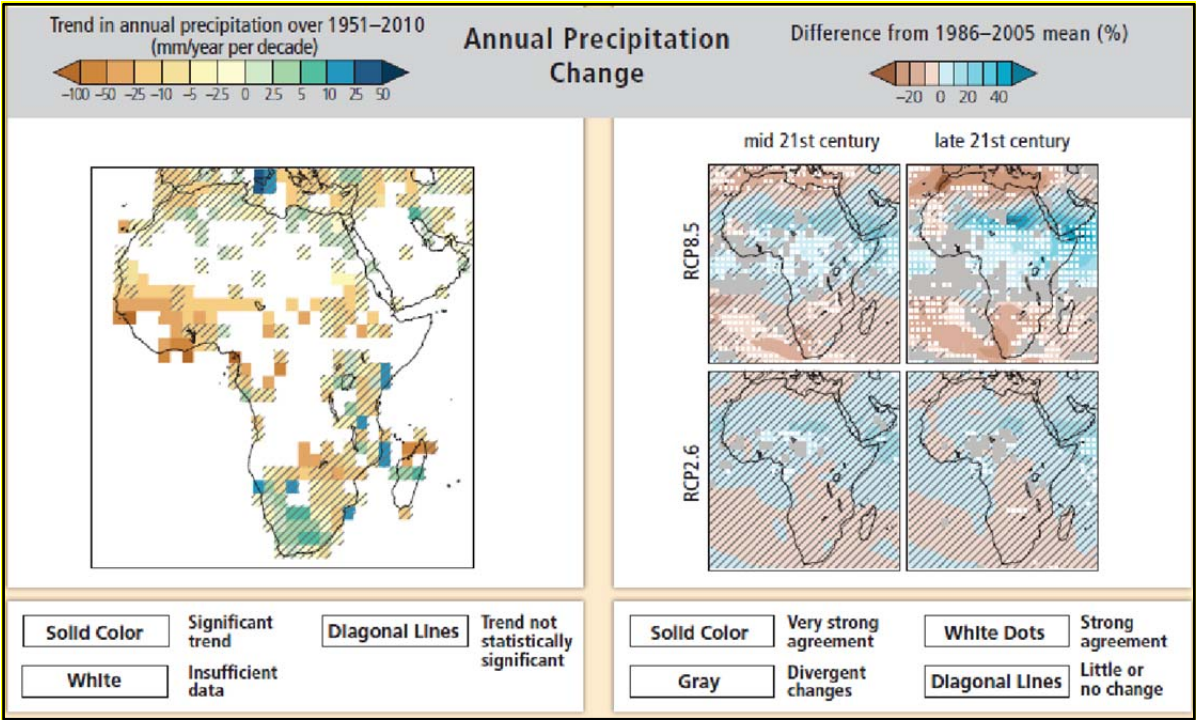 Trend in annual precipitation over 1951–2010
(mm/year per decade)
−100 −50 −25 −10 −5 −2.5 0 2.5 5 10 25 50
Annual Precipitation
Change
Difference from 1986–2005 mean (%)
−20 0 20 40
mid 21st century
late 21st century
RCP8.5
RCP2.6
Solid Color
Significant
trend
Diagonal Lines
Trend not
statistically
significant
White
Insufficient
data
Solid Color
Very strong
agreement
White Dots
Strong
agreement
Gray
Divergent
changes
Diagonal Lines
Little or
no change